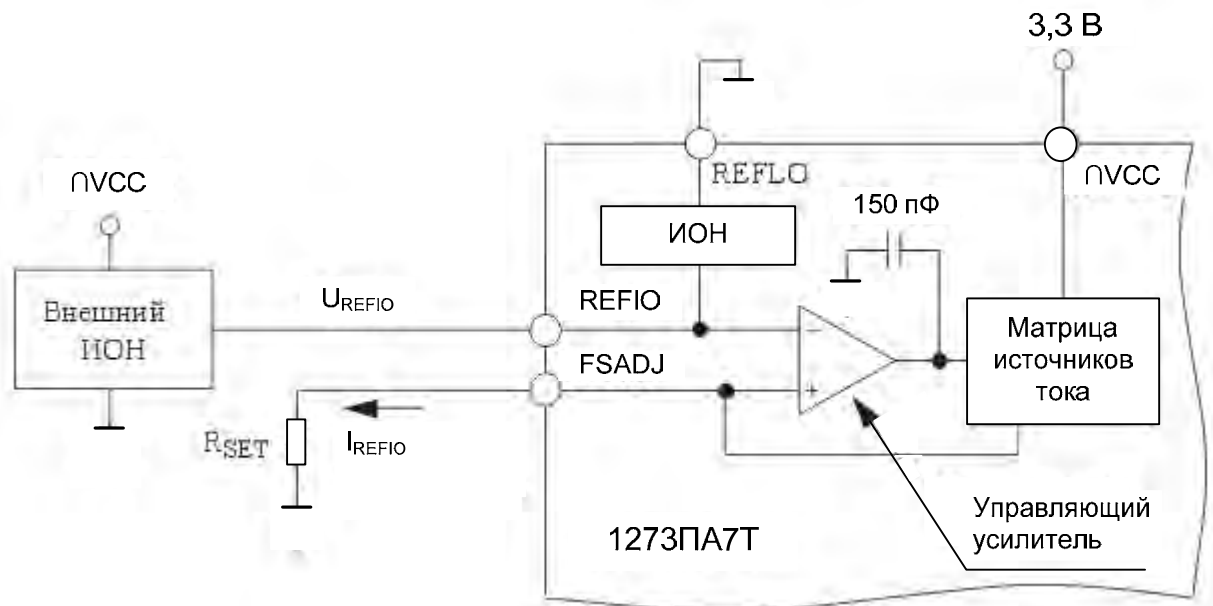 3,3 В
REFLO
∩VCC
∩VCC
150 пФ
ИОН
Внешний
ИОН
UREFIO
REFIO
FSADJ
−
+
Матрица
источников
тока
RSET
IREFIO
1273ПА7Т
Управляющий
усилитель